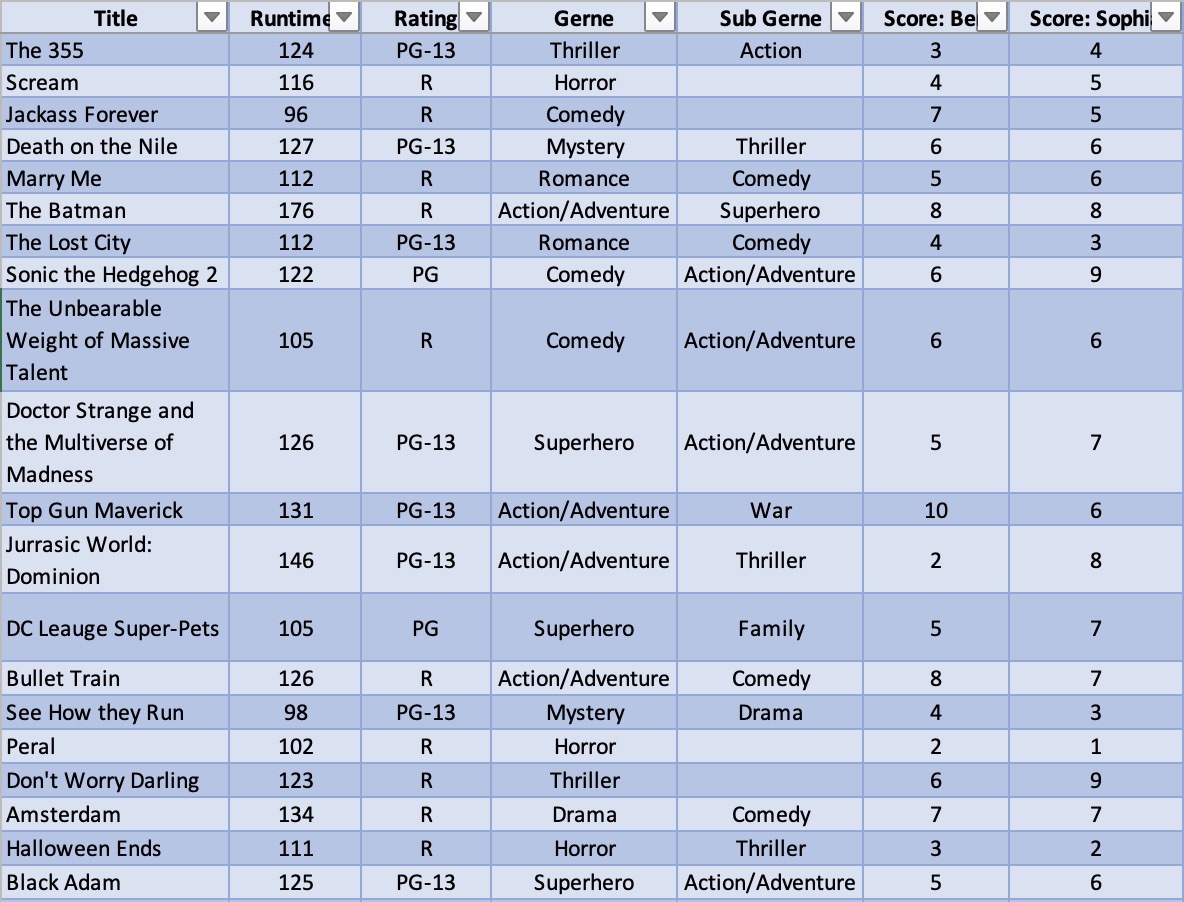 Title Runtime Rating Gerne Sub Gerne Score: Be Score: Sophi
The 355 124 PG-13 Thriller Action 3 4
Scream 116 R Horror 4 5
Jackass Forever 96 R Comedy 7 5
Death on the Nile 127 PG-13 Mystery Thriller 6 6
Marry Me 112 R Romance Comedy 5 6
The Batman 176 R Action/Adventure Superhero 8 8
The Lost City 112 PG-13 Romance Comedy 4 3
Sonic the Hedgehog 2 122 PG Comedy Action/Adventure 6 9
The Unbearable
Weight of Massive 105 R Comedy Action/Adventure 6 6
Talent
Doctor Strange and
the Multiverse of 126 PG-13 Superhero Action/Adventure 5 7
Madness
Top Gun Maverick 131 PG-13 Action/Adventure War 10 6
Jurrasic World:
Dominion 146 PG-13 Action/Adventure Thriller 2 8
DC Leauge Super-Pets 105 PG Superhero Family 5 7
Bullet Train 126 R Action/Adventure Comedy 8 7
See How they Run 98 PG-13 Mystery Drama 4 3
Peral 102 R Horror 2 1
Don't Worry Darling 123 R Thriller 6 9
Amsterdam 134 R Drama Comedy 7 7
Halloween Ends 111 R Horror Thriller 3 2
Black Adam 125 PG-13 Superhero Action/Adventure 5 6